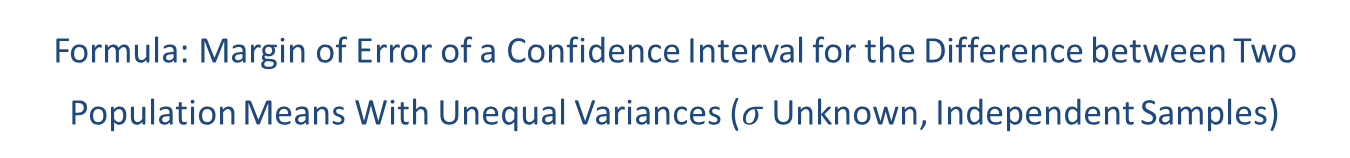 Formula: Margin of Error of a Confidence Interval for the Difference between Two
Population Means With Unequal Variances (𝜎 Unknown, Independent Samples)